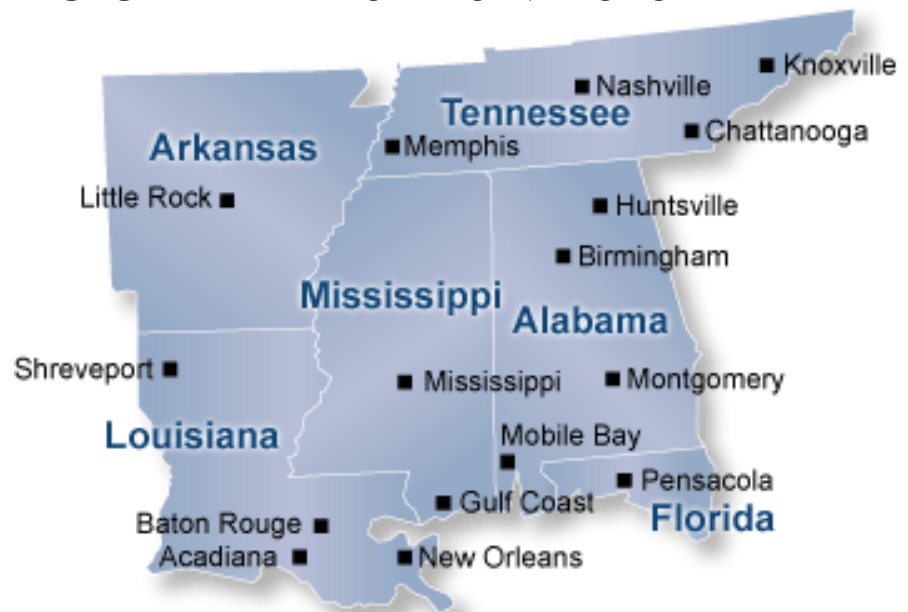 Knoxville
Nashville
Tennessee
Chattanooga
Memphis
Arkansas
Little Rock
Huntsville
Birmingham
Mississippi
Alabama
Shreveport
Mississippi
Montgomery
Louisiana
Mobile Bay
Pensacola
Gulf Coast
Florida
Baton Rouge
Acadiana
New Orleans